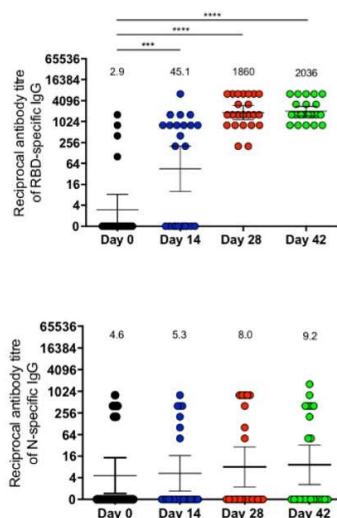 ****
****
***
65536
16384
4096
1024
256
64
16
4
0
2.9 45.1 1860 2036
Reciprocal antibody titre
of RBD-specific IgG
Day 0 Day 14 Day 28 Day 42
65536
16384
4096
1024
256
64
16
4
0
4.6 5.3 8.0 9.2
Reciprocal antibody titre
of N-specific IgG
Day 0 Day 14 Day 28 Day 42